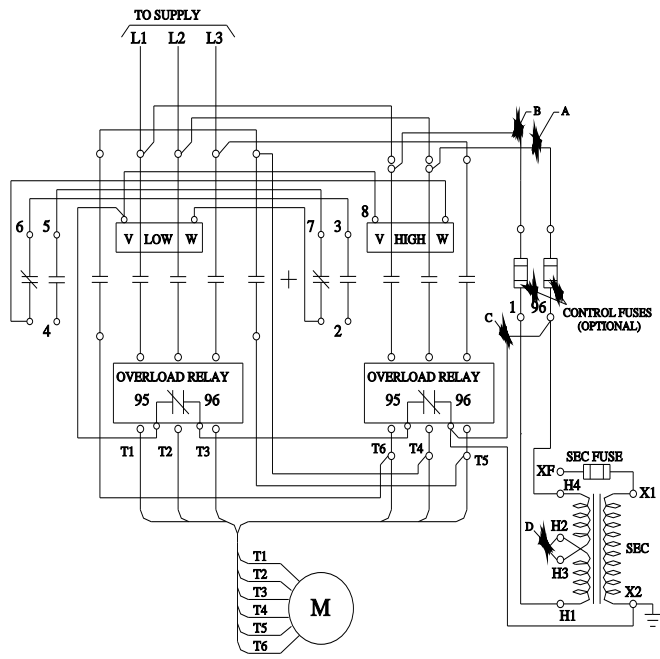 TO SUPPLY
L1 L2 L3
B A
6 5 7 3 8
V LOW W V HIGH W
1 96
CONTROL FUSES
(OPTIONAL)
C
4 2
OVERLOAD RELAY OVERLOAD RELAY
95 96 95 96
T1 T2 T3 T6 T4 T5
SEC FUSE
XF
H4 X1
D H2
SEC
H3
X2
H1
T1
T2
T3
T4
T5
T6
M